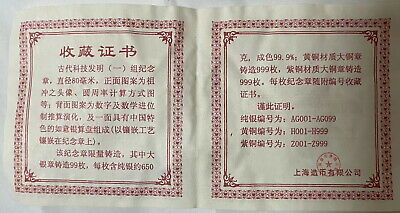 收藏证书
古代科技发明（一）组纪念
章，直径80毫米，正面图案为祖
冲之头像、圆周率计算方式图
等；背面图案为数字及数学进位
制推算演化，及一面具有中国特
色的如意银算盘组成（以镶嵌工艺
镶嵌在纪念章上）。
该纪念章限量铸造，其中大
银章铸造99枚，每枚含纯银约650
克，成色99.9%；黄铜材质大铜章
铸造999枚，紫铜材质大铜章铸
造999枚，每枚纪念章随附编号收藏
证书。
谨此证明。
纯银编号为：AG001-AG099
黄铜编号为：H001-H999
紫铜编号为：Z001-Z999
上海造币有限公司